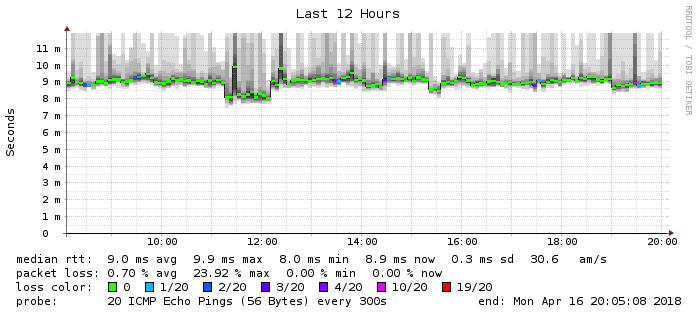 Last 12 Hours
RRDTOOL / TOBI OETIKER
Seconds
11 m
10 m
9 m
8 m
7 m
6 m
5 m
4 m
3 m
2 m
1 m
0
10:00 12:00 14:00 16:00 18:00 20:00
median rtt: 9.0 ms avg 9.9 ms max 8.0 ms min 8.9 ms now 0.3 ms sd 30.6 am/s
packet loss: 0.70 % avg 23.92 % max 0.00 % min 0.00 % now
loss color: 0 1/20 2/20 3/20 4/20 10/20 19/20
probe: 20 ICMP Echo Pings (56 Bytes) every 300s end: Mon Apr 16 20:05:08 2018